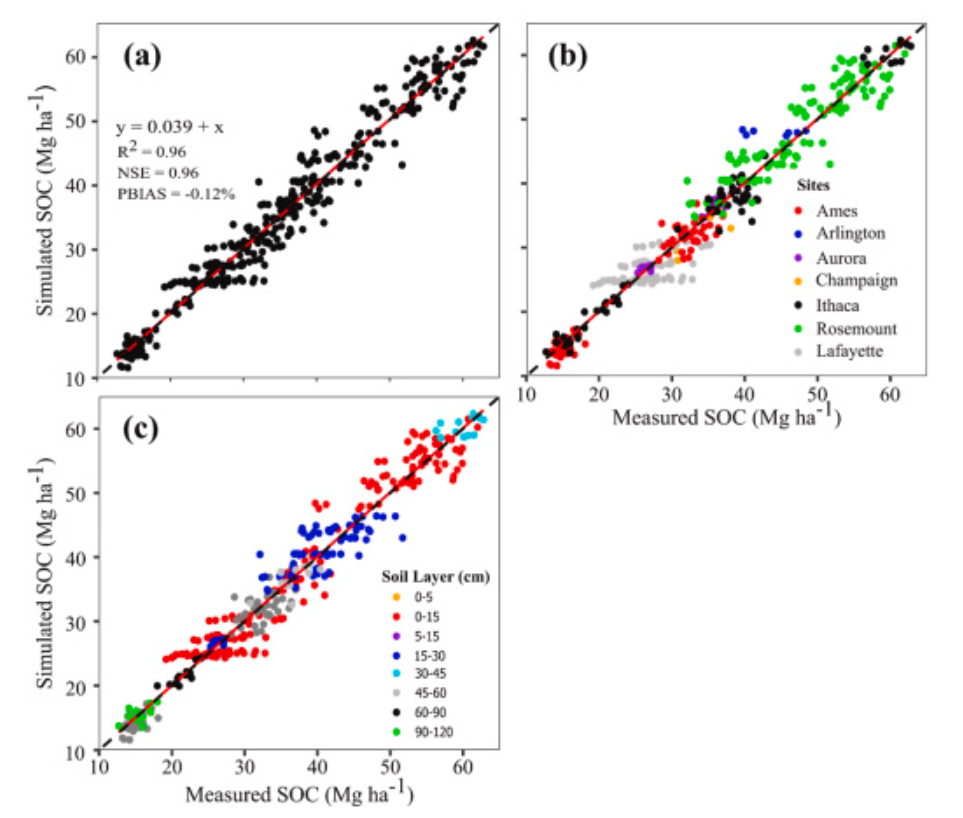 (a)
y = 0.039 + x
R2 = 0.96
NSE = 0.96
PBIAS = -0.12%
Simulated SOC (Mg ha-1)
60
50
40
30
20
10
(b)
Sites
Ames
Arlington
Aurora
Champaign
Ithaca
Rosemount
Lafayette
10 20 30 40 50 60
Measured SOC (Mg ha-1)
(c)
Simulated SOC (Mg ha-1)
60
50
40
30
20
10
Soil Layer (cm)
0-5
0-15
5-15
15-30
30-45
45-60
60-90
90-120
10 20 30 40 50 60
Measured SOC (Mg ha-1)